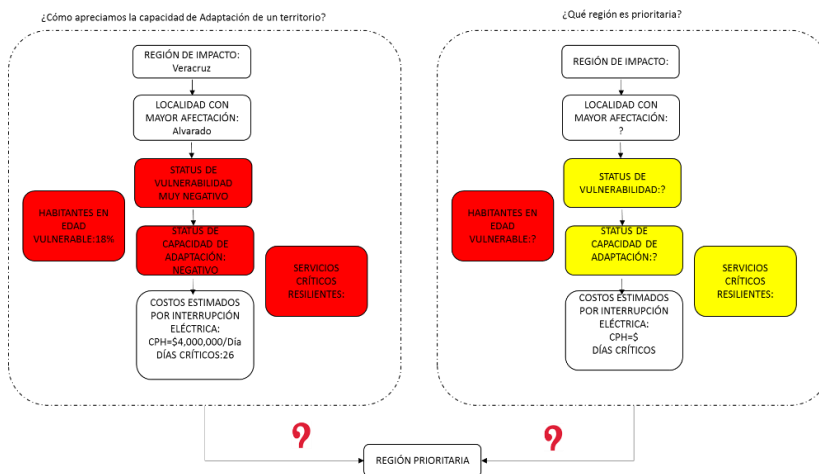 ¿Cómo apreciamos la capacidad de Adaptación de un territorio?
REGIÓN DE IMPACTO:
Veracruz
LOCALIDAD CON
MAYOR AFECTACIÓN:
Alvarado
STATUS DE
VULNERABILIDAD
MUY NEGATIVO
HABITANTES EN
EDAD
VULNERABLE:18%
STATUS DE
CAPACIDAD DE
ADAPTACIÓN:
NEGATIVO
SERVICIOS
CRÍTICOS
RESILIENTES:
COSTOS ESTIMADOS
POR INTERRUPCIÓN
ELÉCTRICA:
CPH=$4,000,000/Día
DÍAS CRÍTICOS:26
¿Qué región es prioritaria?
REGIÓN DE IMPACTO:
LOCALIDAD CON
MAYOR AFECTACIÓN:
?
STATUS DE
VULNERABILIDAD:?
HABITANTES EN
EDAD
VULNERABLE:?
STATUS DE
CAPACIDAD DE
ADAPTACIÓN:?
SERVICIOS
CRÍTICOS
RESILIENTES:
COSTOS ESTIMADOS
POR INTERRUPCIÓN
ELÉCTRICA:
CPH=$
DÍAS CRÍTICOS
?
?
REGIÓN PRIORITARIA